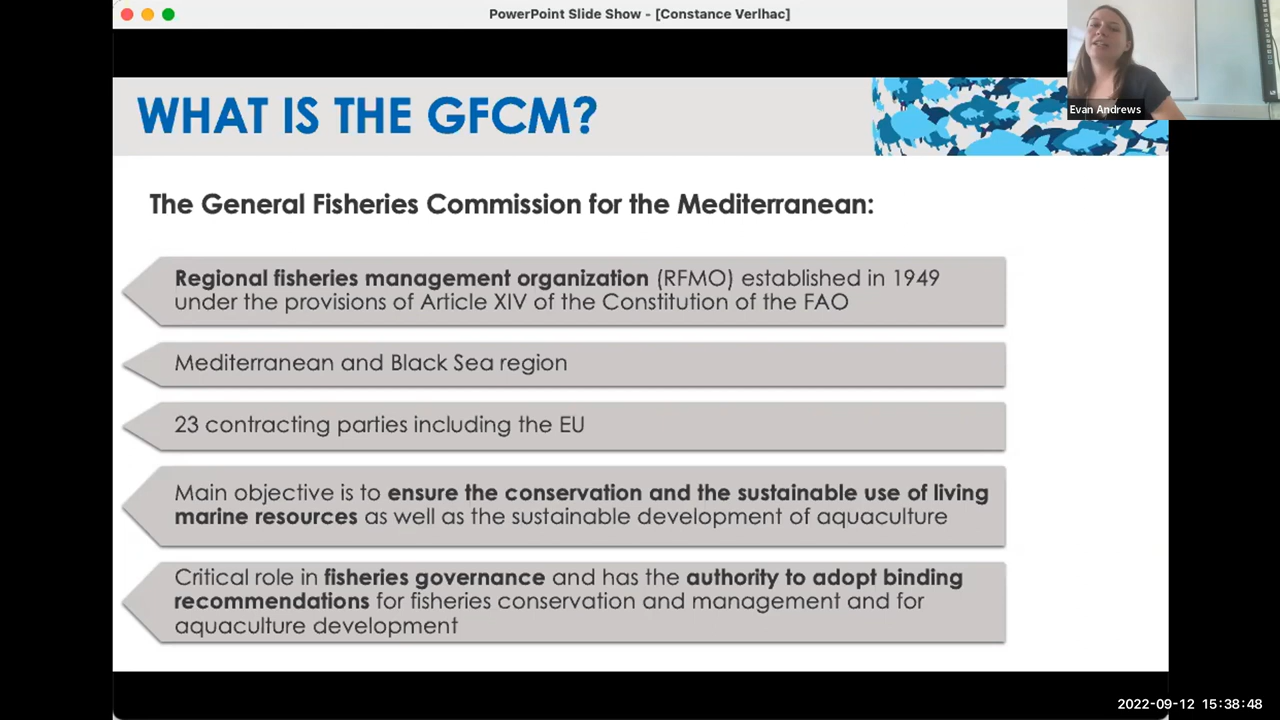 PowerPoint Slide Show - [Constance Verlhac]
Evan Andrews
WHAT IS THE GFCM?
The General Fisheries Commission for the Mediterranean:
Regional fisheries management organization (RFMO) established in 1949
under the provisions of Article XIV of the Constitution of the FAO
Mediterranean and Black Sea region
23 contracting parties including the EU
Main objective is to ensure the conservation and the sustainable use of living
marine resources as well as the sustainable development of aquaculture
Critical role in fisheries governance and has the authority to adopt binding
recommendations for fisheries conservation and management and for
aquaculture development
2022-09-12 15:38:48